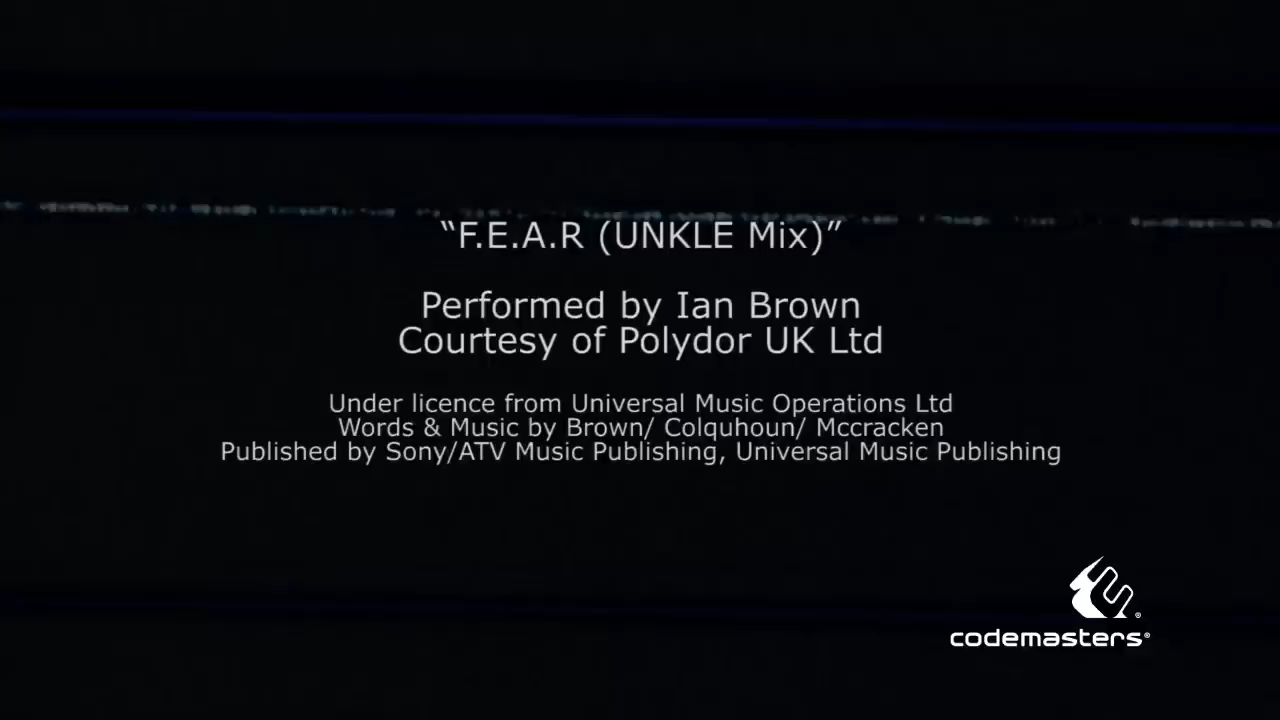 “F.E.A.R (UNKLE Mix)”
Performed by Ian Brown
Courtesy of Polydor UK Ltd
Under licence from Universal Music Operations Ltd
Words & Music by Brown/ Colquhoun/ Mccracken
Published by Sony/ATV Music Publishing, Universal Music Publishing
codemasters®